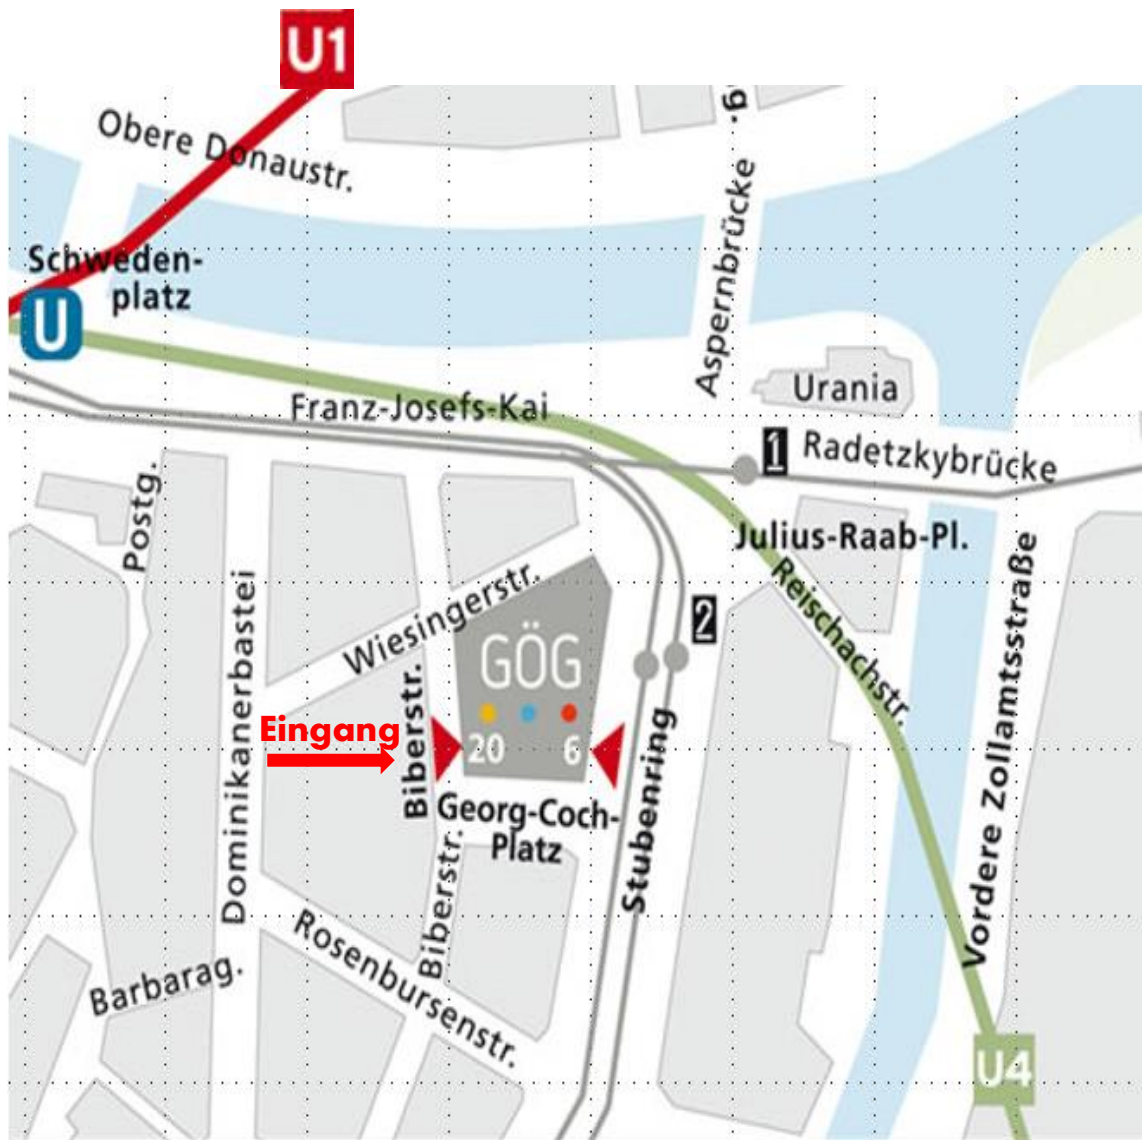 U1
g.
Obere Donaustr.
Aspernbrücke
Schweden-
platz
U
Urania
Franz-Josefs-Kai
1
Radetzkybrücke
Postg.
Julius-Raab-Pl.
Reischachstr.
Vordere Zollamtsstraße
Wiesingerstr.
2
GÖG
Dominikanerbastei
Biberstr.
Eingang
20
6
Stubenring
Georg-Coch-
Platz
Biberstr.
Rosenbursenstr.
Barbarag.
U4